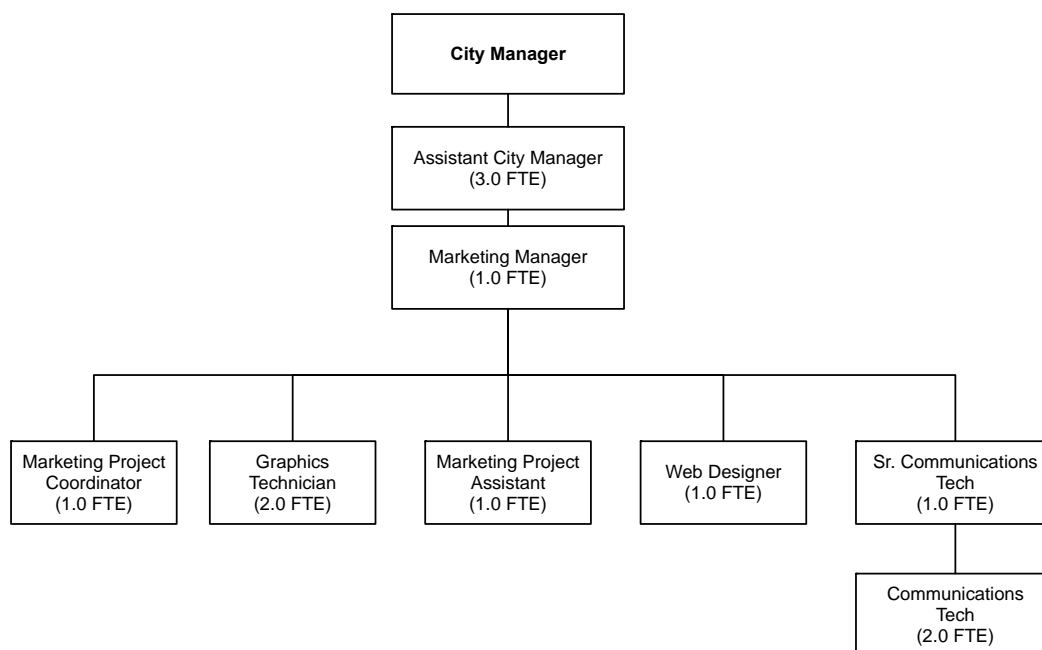 City Manager
Assistant City Manager
(3.0 FTE)
Marketing Manager
(1.0 FTE)
Marketing Project
Coordinator
(1.0 FTE)
Graphics
Technician
(2.0 FTE)
Marketing Project
Assistant
(1.0 FTE)
Web Designer
(1.0 FTE)
Sr. Communications
Tech
(1.0 FTE)
Communications
Tech
(2.0 FTE)